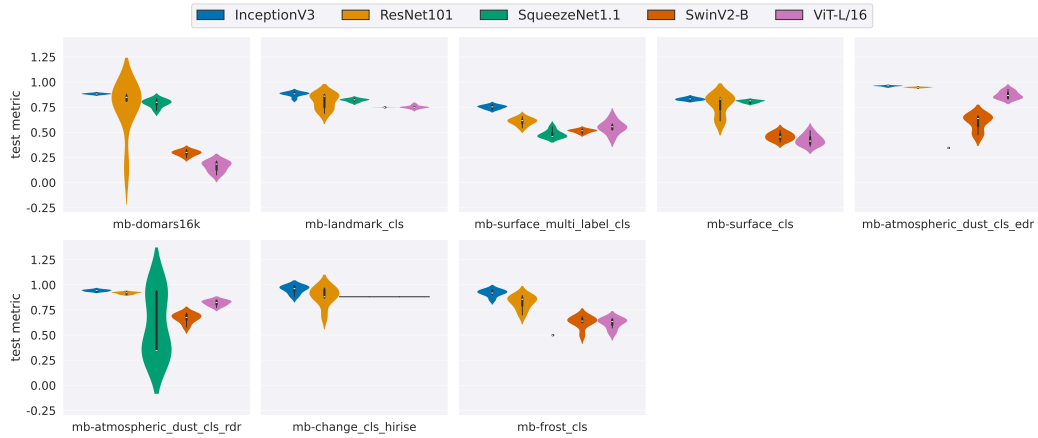 InceptionV3 ResNet101 SqueezeNet1.1 SwinV2-B ViT-L/16
test metric
1.25
1.00
0.75
0.50
0.25
0.00
-0.25
mb-domars16k mb-landmark_cls mb-surface_multi_label_cls mb-surface_cls mb-atmospheric_dust_cls_edr
test metric
1.25
1.00
0.75
0.50
0.25
0.00
-0.25
mb-atmospheric_dust_cls_rdr mb-change_cls_hirise mb-frost_cls